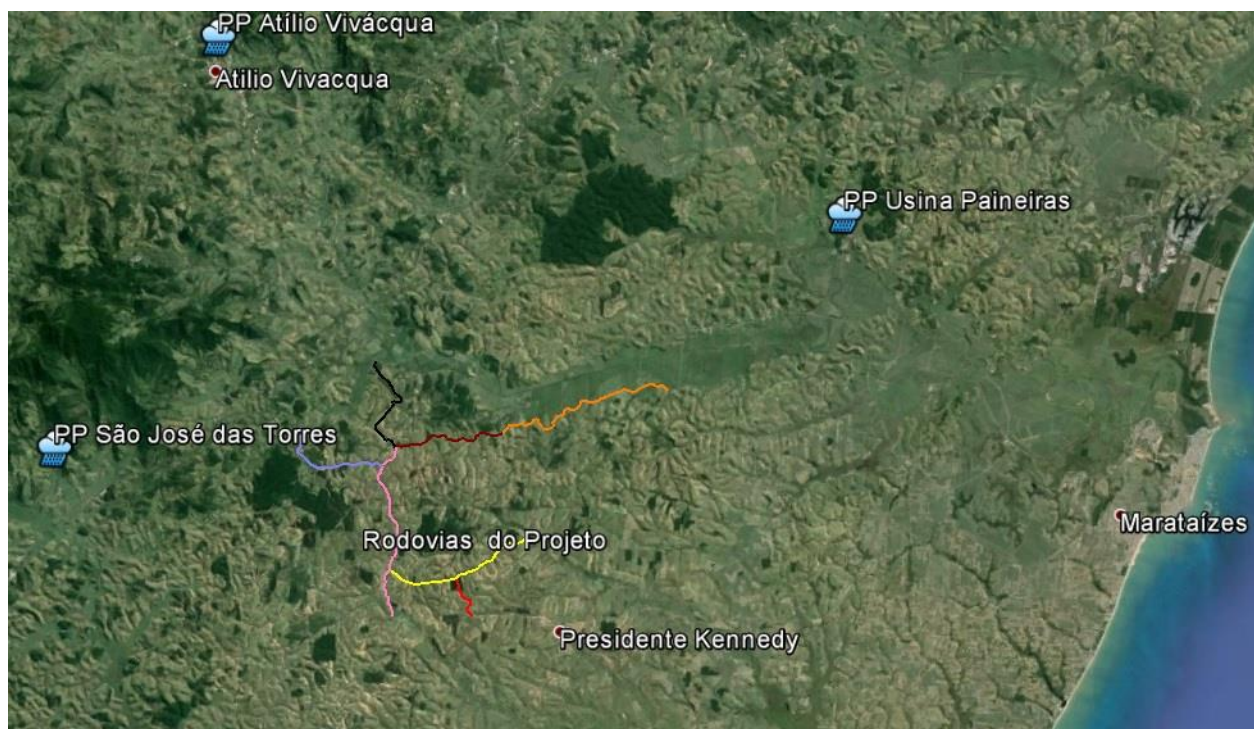 PP Atílio Vivácqua
Atilio Vivacqua
PP Usina Paineiras
PP São José das Torres
Marataízes
Rodovias do Projeto
Presidente Kennedy